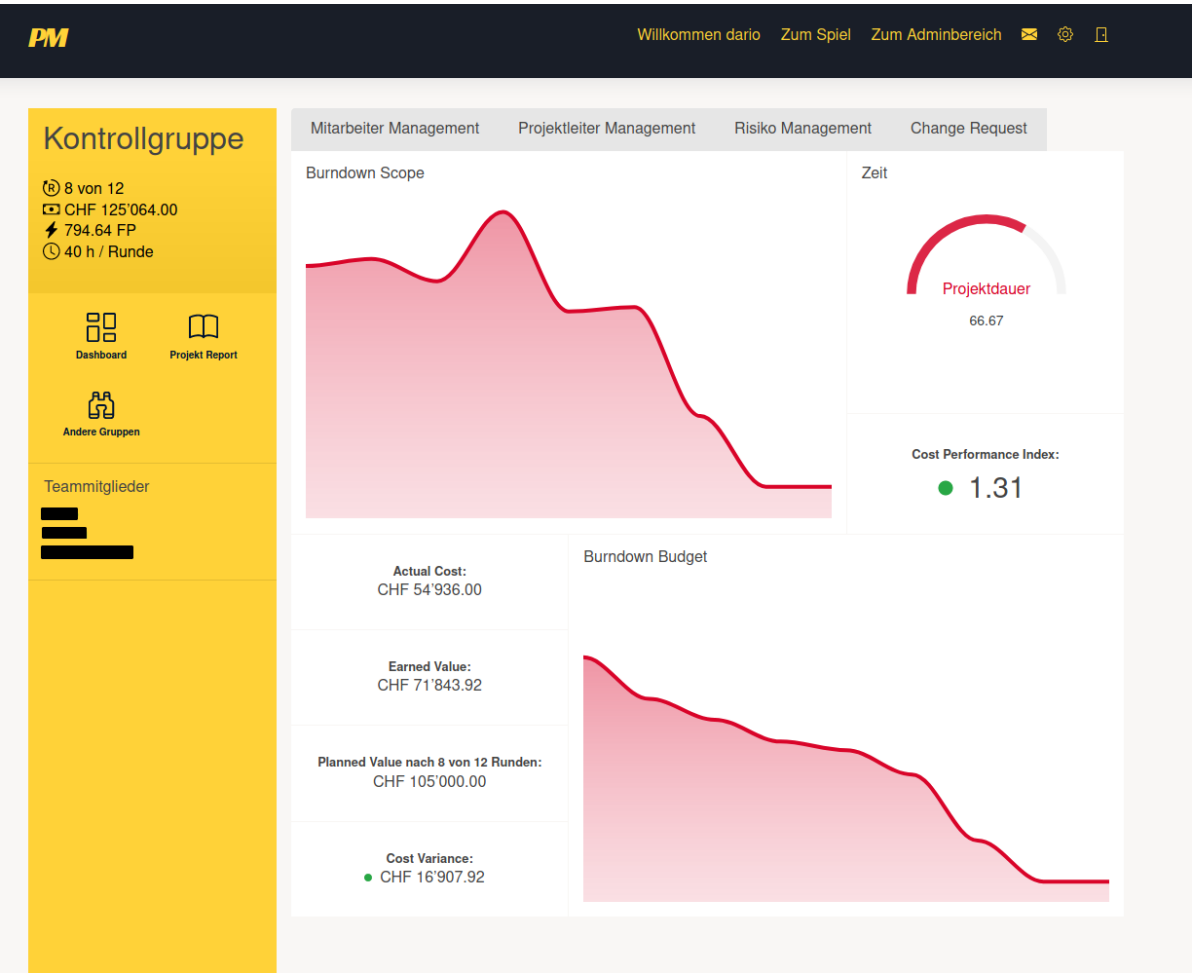 PM
Willkommen dario Zum Spiel Zum Adminbereich
Kontrollgruppe
R 8 von 12
CHF 125’064.00
794.64 FP
40 h / Runde
Dashboard Projekt Report
Andere Gruppen
Teammitglieder
Mitarbeiter Management Projektleiter Management Risiko Management Change Request
Burndown Scope
Zeit
Projektdauer
66.67
Cost Performance Index:
1.31
Actual Cost:
CHF 54’936.00
Earned Value:
CHF 71’843.92
Planned Value nach 8 von 12 Runden:
CHF 105’000.00
Cost Variance:
CHF 16’907.92
Burndown Budget